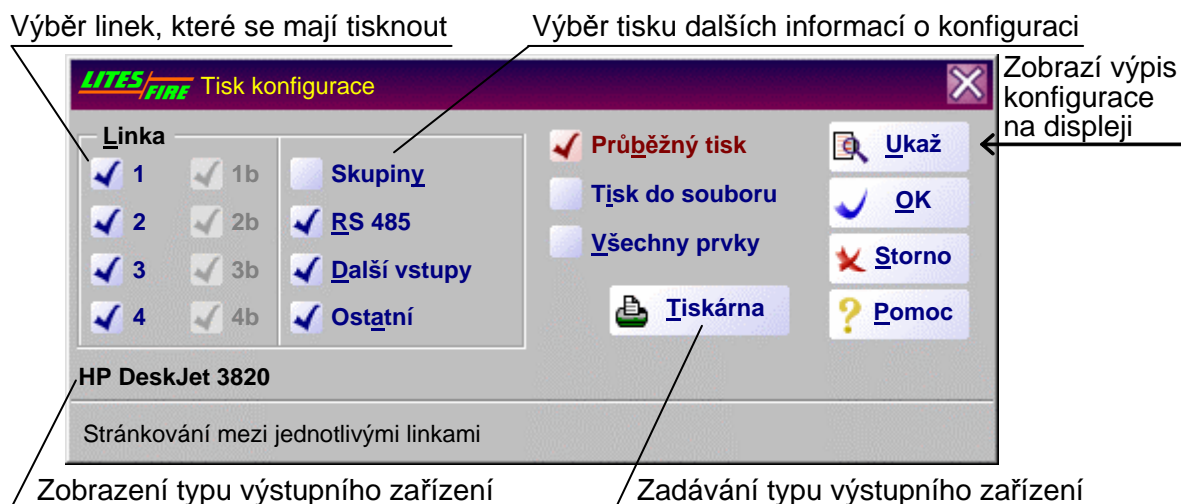 Výběr linek, které se mají tisknout
Výběr tisku dalších informací o konfiguraci
LITES FIRE Tisk konfigurace
Zobrazí výpis
konfigurace
na displeji
Linka
1
1b
Skupiny
2
2b
RS 485
3
3b
Další vstupy
4
4b
Ostatní
Průběžný tisk
Tisk do souboru
Všechny prvky
Tiskárna
Ukaž
OK
Storno
Pomoc
HP DeskJet 3820
Stránkování mezi jednotlivými linkami
Zobrazení typu výstupního zařízení
Zadávání typu výstupního zařízení